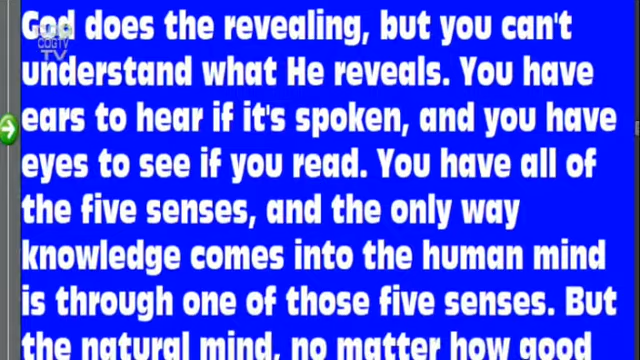 God does the revealing, but you can't
COGTV
TV
understand what He reveals. You have
ears to hear if it's spoken, and you have
eyes to see if you read. You have all of
the five senses, and the only way
knowledge comes into the human mind
is through one of those five senses. But
the natural mind, no matter how good